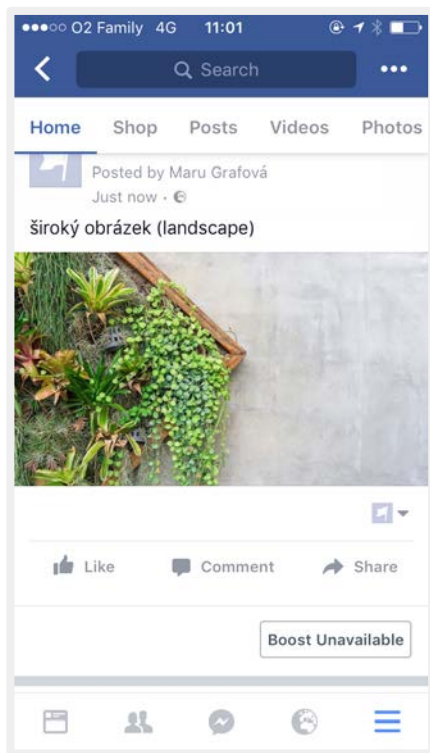 O2 Family 4G 11:01
Search
Home Shop Posts Videos Photos
Posted by Maru Grafová
Just now ·
široký obrázek (landscape)
Like Comment Share
Boost Unavailable